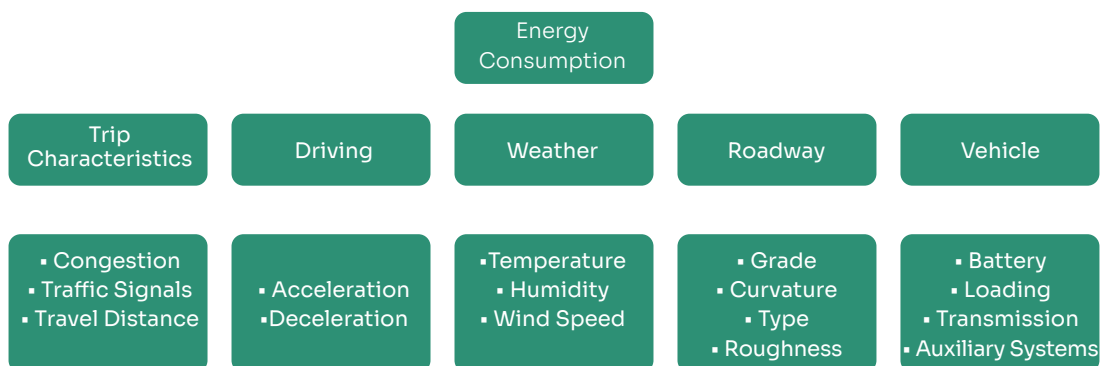 Energy
Consumption
Trip
Characteristics
Driving
Weather
Roadway
Vehicle
▪ Congestion
▪ Traffic Signals
▪ Travel Distance
▪ Acceleration
▪Deceleration
▪Temperature
▪ Humidity
▪ Wind Speed
▪ Grade
▪ Curvature
▪ Type
▪ Roughness
▪ Battery
▪ Loading
▪ Transmission
▪ Auxiliary Systems